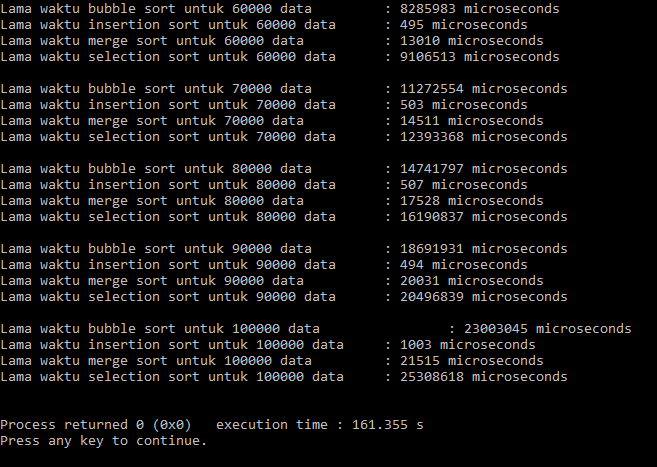 Lama waktu bubble sort untuk 60000 data : 8285983 microseconds
Lama waktu insertion sort untuk 60000 data : 495 microseconds
Lama waktu merge sort untuk 60000 data : 13010 microseconds
Lama waktu selection sort untuk 60000 data : 9106513 microseconds
Lama waktu bubble sort untuk 70000 data : 11272554 microseconds
Lama waktu insertion sort untuk 70000 data : 503 microseconds
Lama waktu merge sort untuk 70000 data : 14511 microseconds
Lama waktu selection sort untuk 70000 data : 12393368 microseconds
Lama waktu bubble sort untuk 80000 data : 14741797 microseconds
Lama waktu insertion sort untuk 80000 data : 507 microseconds
Lama waktu merge sort untuk 80000 data : 17528 microseconds
Lama waktu selection sort untuk 80000 data : 16190837 microseconds
Lama waktu bubble sort untuk 90000 data : 18691931 microseconds
Lama waktu insertion sort untuk 90000 data : 494 microseconds
Lama waktu merge sort untuk 90000 data : 20031 microseconds
Lama waktu selection sort untuk 90000 data : 20496839 microseconds
Lama waktu bubble sort untuk 100000 data : 23003045 microseconds
Lama waktu insertion sort untuk 100000 data : 1003 microseconds
Lama waktu merge sort untuk 100000 data : 21515 microseconds
Lama waktu selection sort untuk 100000 data : 25308618 microseconds
Process returned 0 (0x0) execution time : 161.355 s
Press any key to continue.